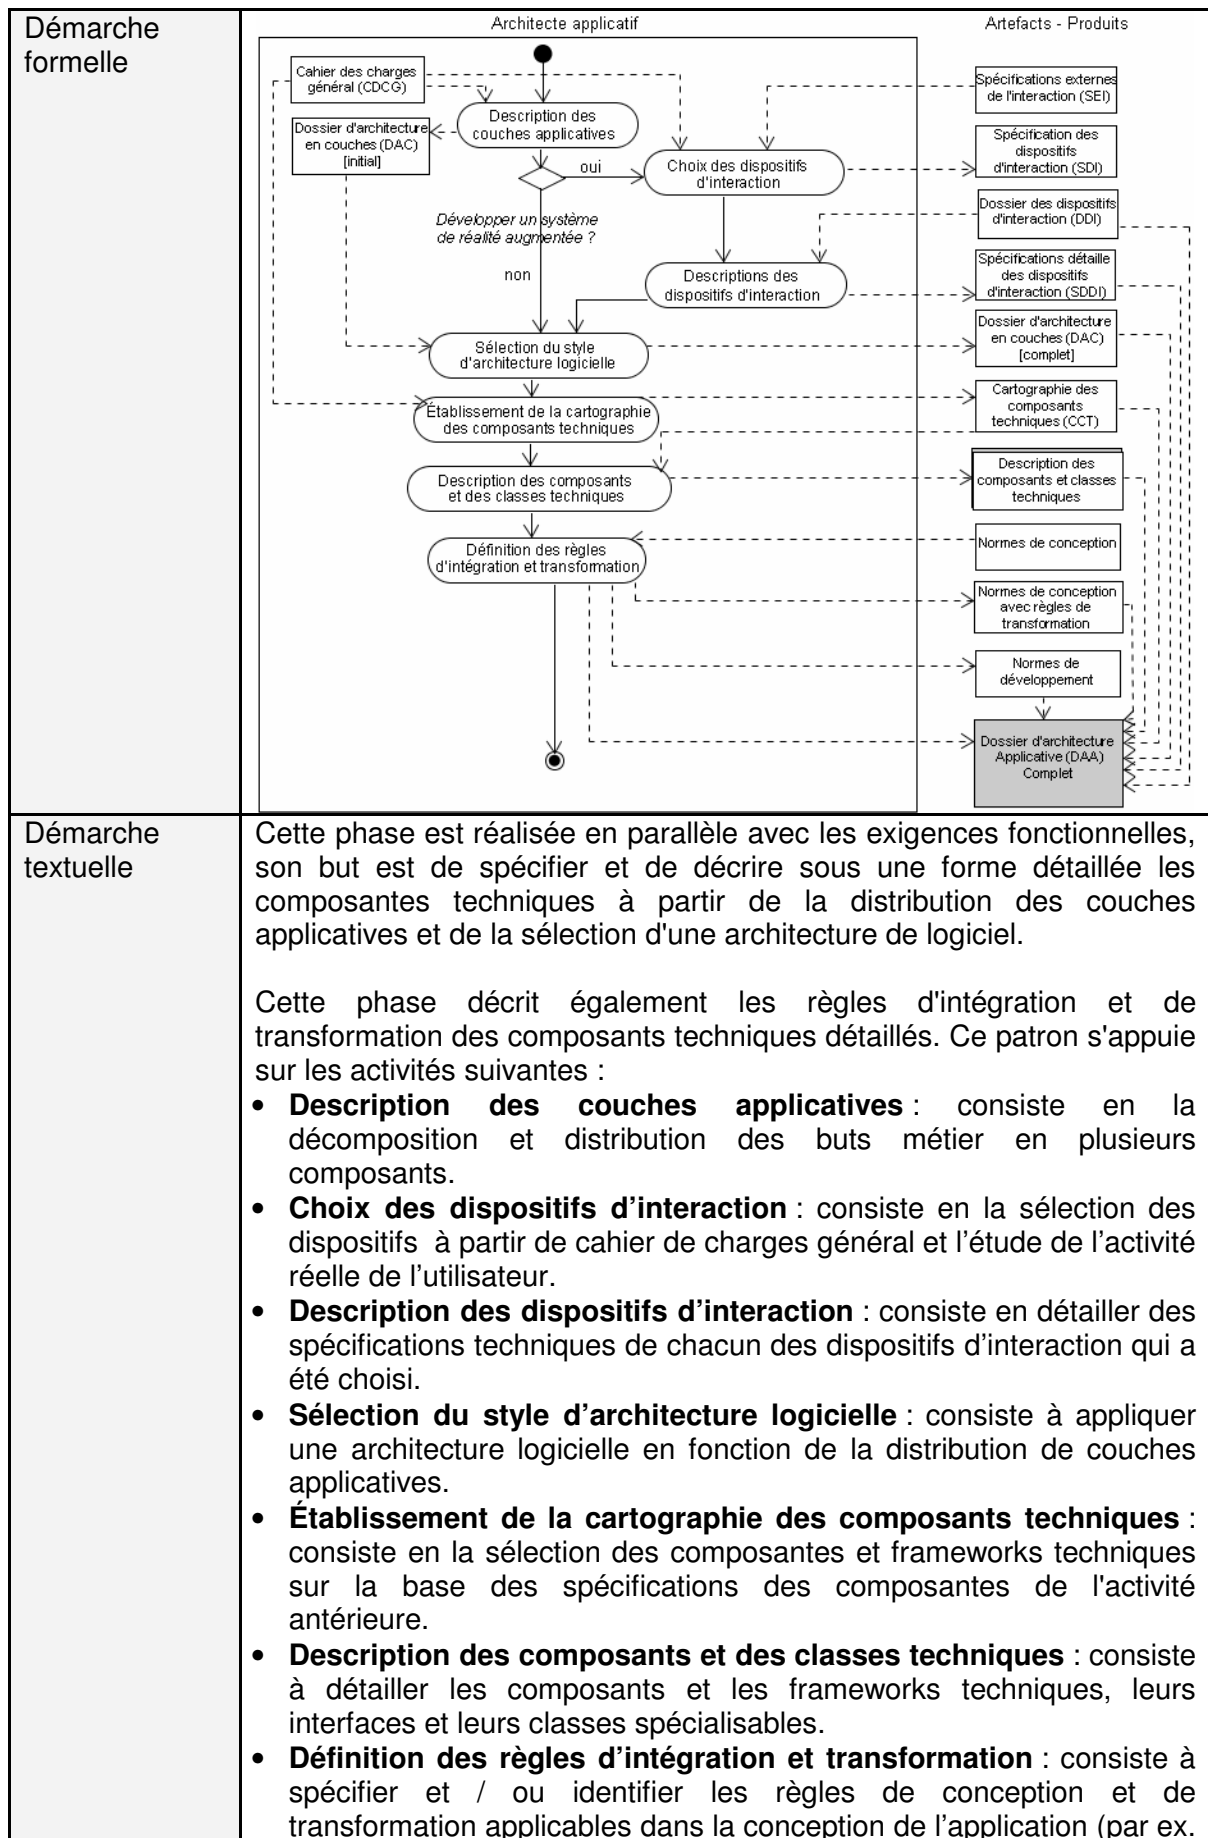 Démarche
formelle
Architecte applicatif
Artefacts - Produits
Cahier des charges
général (CDCG)
Spécifications externes
de l'interaction (SEI)
Description des
couches applicatives
Dossier d'architecture
en couches (DAC)
[initial]
Spécification des
dispositifs
d'interaction (SDI)
oui
Choix des dispositifs
d'interaction
Développer un système
de réalité augmentée ?
Dossier des dispositifs
d'interaction (DDI)
non
Descriptions des
dispositifs d'interaction
Spécifications détaille
des dispositifs
d'interaction (SDDI)
Sélection du style
d'architecture logicielle
Dossier d'architecture
en couches (DAC)
[complet]
Établissement de la cartographie
des composants techniques
Cartographie des
composants
techniques (CCT)
Description des composants
et des classes techniques
Description des
composants et classes
techniques
Définition des règles
d'intégration et transformation
Normes de conception
Normes de conception
avec règles de
transformation
Normes de
développement
Dossier d'architecture
Applicative (DAA)
Complet
Démarche
textuelle
Cette phase est réalisée en parallèle avec les exigences fonctionnelles,
son but est de spécifier et de décrire sous une forme détaillée les
composantes techniques à partir de la distribution des couches
applicatives et de la sélection d'une architecture de logiciel.
Cette phase décrit également les règles d'intégration et de
transformation des composants techniques détaillés. Ce patron s'appuie
sur les activités suivantes :
• Description des couches applicatives : consiste en la
décomposition et distribution des buts métier en plusieurs
composants.
• Choix des dispositifs d’interaction : consiste en la sélection des
dispositifs à partir de cahier de charges général et l’étude de l’activité
réelle de l’utilisateur.
• Description des dispositifs d’interaction : consiste en détailler des
spécifications techniques de chacun des dispositifs d’interaction qui a
été choisi.
• Sélection du style d’architecture logicielle : consiste à appliquer
une architecture logicielle en fonction de la distribution de couches
applicatives.
• Établissement de la cartographie des composants techniques :
consiste en la sélection des composantes et frameworks techniques
sur la base des spécifications des composantes de l'activité
antérieure.
• Description des composants et des classes techniques : consiste
à détailler les composants et les frameworks techniques, leurs
interfaces et leurs classes spécialisables.
• Définition des règles d’intégration et transformation : consiste à
spécifier et / ou identifier les règles de conception et de
transformation applicables dans la conception de l’application (par ex.